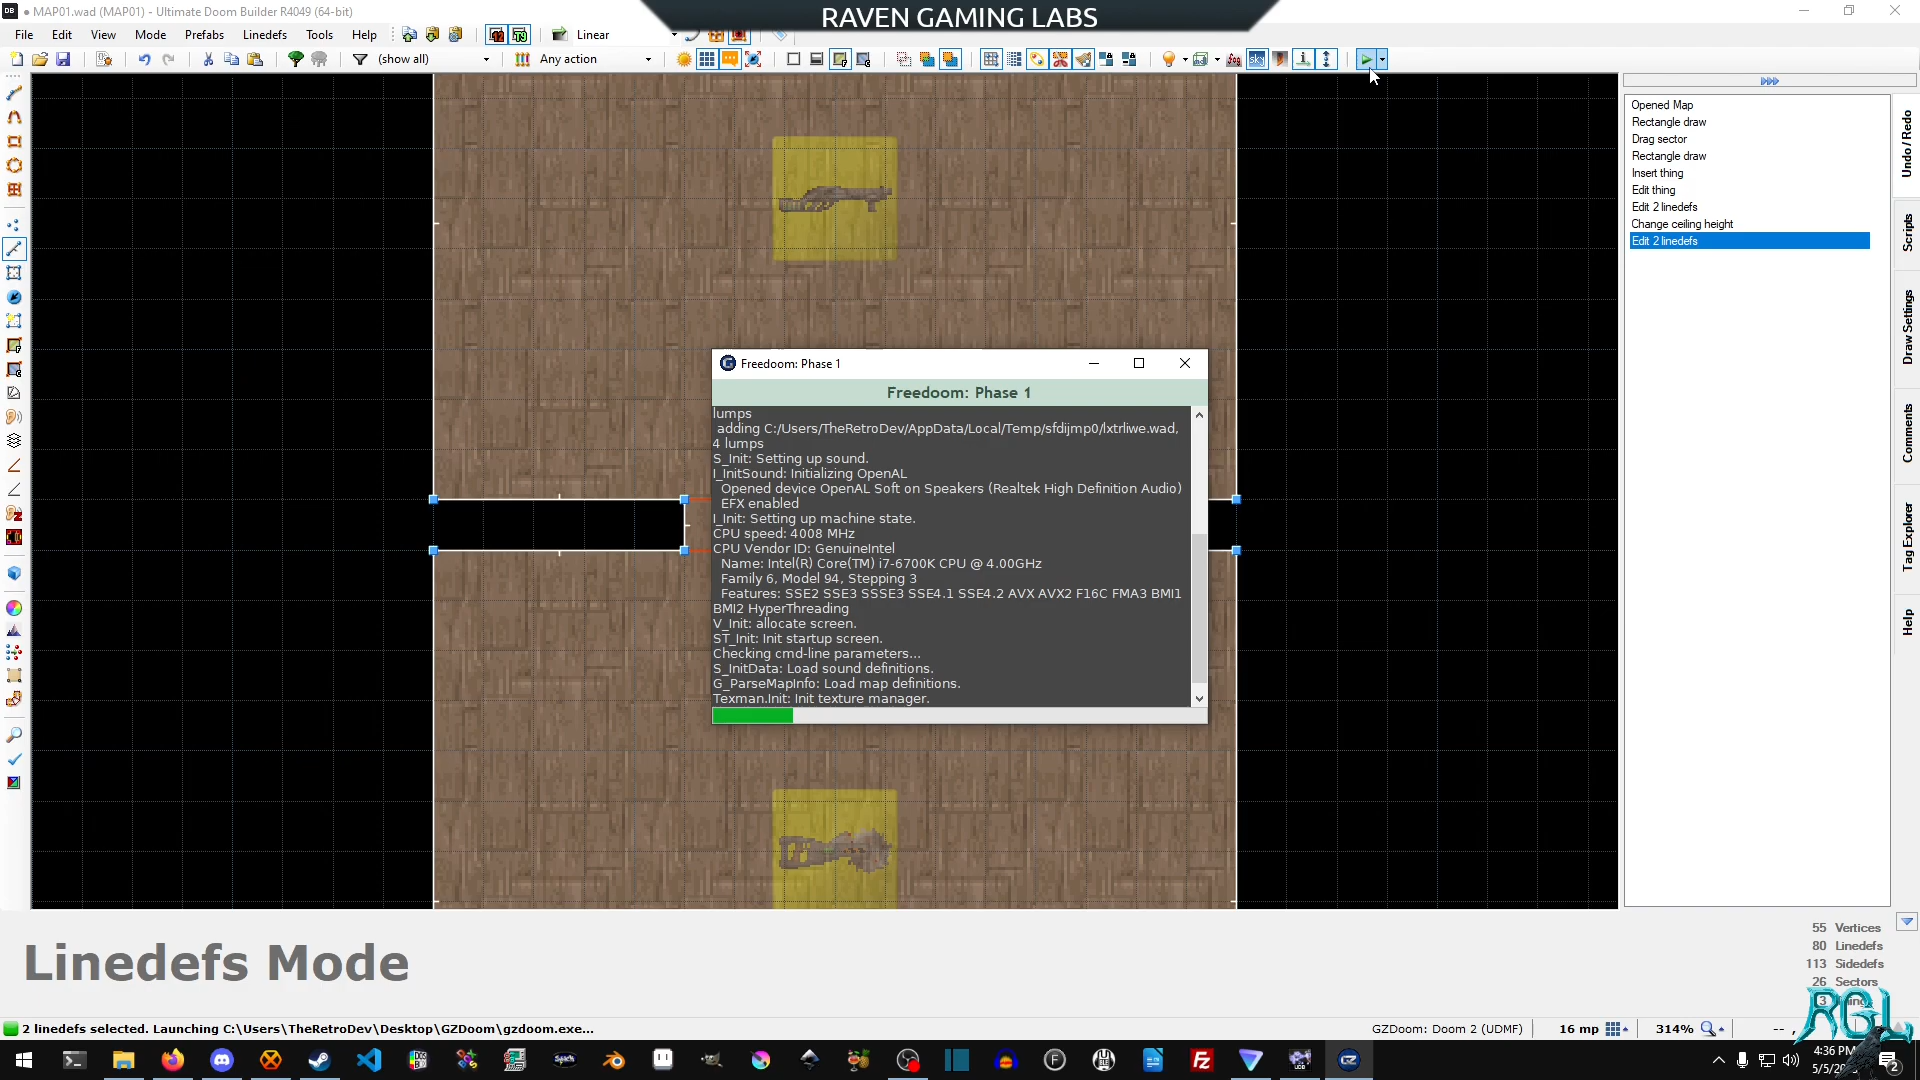 MAP01.wad (MAP01) - Ultimate Doom Builder R4049 (64-bit)
RAVEN GAMING LABS
File Edit View Mode Prefabs Linedefs Tools Help
Linear
(show all)
Any action
Opened Map
Rectangle draw
Drag sector
Rectangle draw
Insert thing
Edit thing
Edit 2 linedefs
Change ceiling height
Edit 2 linedefs
Undo / Redo
Scripts
Draw Settings
Comments
Tag Explorer
Help
Freedoom: Phase 1
Freedoom: Phase 1
lumps
adding C:/Users/TheRetroDev/AppData/Local/Temp/sfdijmp0/lxtrliwe.wad,
4 lumps
S_Init: Setting up sound.
I_InitSound: Initializing OpenAL
Opened device OpenAL Soft on Speakers (Realtek High Definition Audio)
EFX enabled
I_Init: Setting up machine state.
CPU speed: 4008 MHz
CPU Vendor ID: GenuineIntel
Name: Intel(R) Core(TM) i7-6700K CPU @ 4.00GHz
Family 6, Model 94, Stepping 3
Features: SSE2 SSE3 SSSE3 SSE4.1 SSE4.2 AVX AVX2 F16C FMA3 BMI1
BMI2 HyperThreading
V_Init: allocate screen.
ST_Init: Init startup screen.
Checking cmd-line parameters...
S_InitData: Load sound definitions.
G_ParseMapInfo: Load map definitions.
Texman.Init: Init texture manager.
Linedefs Mode
55 Vertices
80 Linedefs
113 Sidedefs
26 Sectors
3
RGL
2 linedefs selected. Launching C:\Users\TheRetroDev\Desktop\GZDoom\gzdoom.exe...
GZDoom: Doom 2 (UDMF)
16 mp
314%
-- ,
4:36 PM